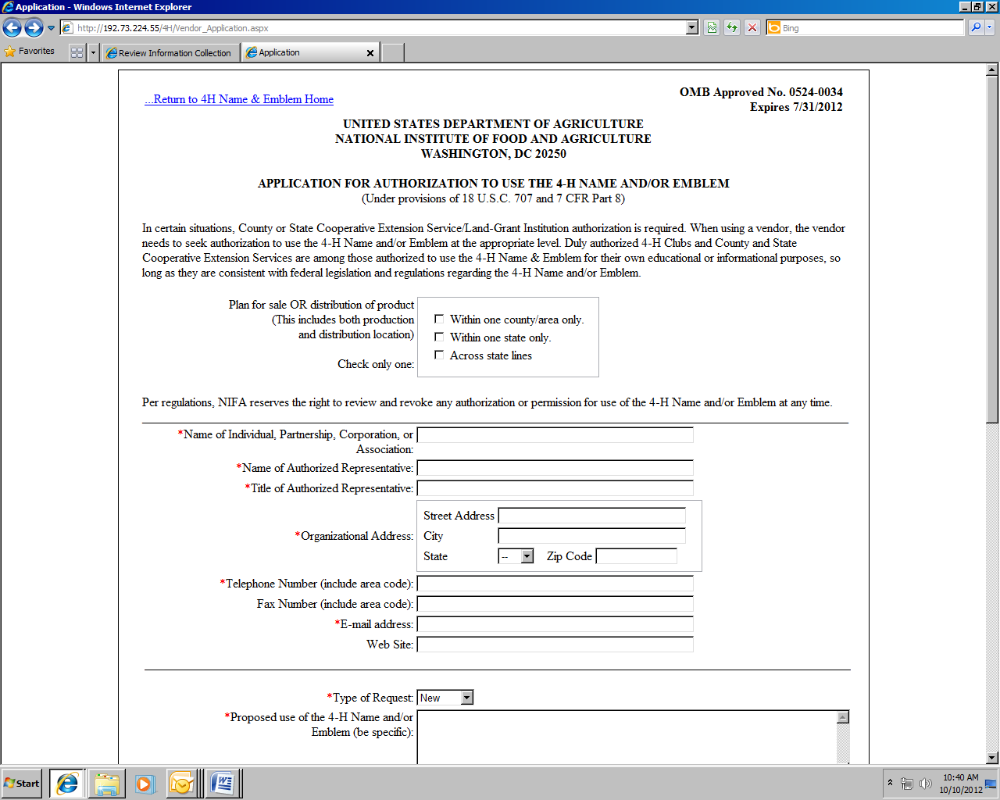 Application - Windows Internet Explorer
http://192.73.224.55/4H/Vendor_Application.aspx
Bing
Favorites
Review Information Collection
Application
...Return to 4H Name & Emblem Home
OMB Approved No. 0524-0034
Expires 7/31/2012
UNITED STATES DEPARTMENT OF AGRICULTURE
NATIONAL INSTITUTE OF FOOD AND AGRICULTURE
WASHINGTON, DC 20250
APPLICATION FOR AUTHORIZATION TO USE THE 4-H NAME AND/OR EMBLEM
(Under provisions of 18 U.S.C. 707 and 7 CFR Part 8)
In certain situations, County or State Cooperative Extension Service/Land-Grant Institution authorization is required. When using a vendor, the vendor
needs to seek authorization to use the 4-H Name and/or Emblem at the appropriate level. Duly authorized 4-H Clubs and County and State
Cooperative Extension Services are among those authorized to use the 4-H Name & Emblem for their own educational or informational purposes, so
long as they are consistent with federal legislation and regulations regarding the 4-H Name and/or Emblem.
Plan for sale OR distribution of product
(This includes both production
and distribution location)
Check only one:
Within one county/area only.
Within one state only.
Across state lines
Per regulations, NIFA reserves the right to review and revoke any authorization or permission for use of the 4-H Name and/or Emblem at any time.
*Name of Individual, Partnership, Corporation, or
Association:
*Name of Authorized Representative:
*Title of Authorized Representative:
*Organizational Address:
Street Address
City
State -- Zip Code
*Telephone Number (include area code):
Fax Number (include area code):
*E-mail address:
Web Site:
*Type of Request: New
*Proposed use of the 4-H Name and/or
Emblem (be specific):
Start
10:40 AM
10/10/2012